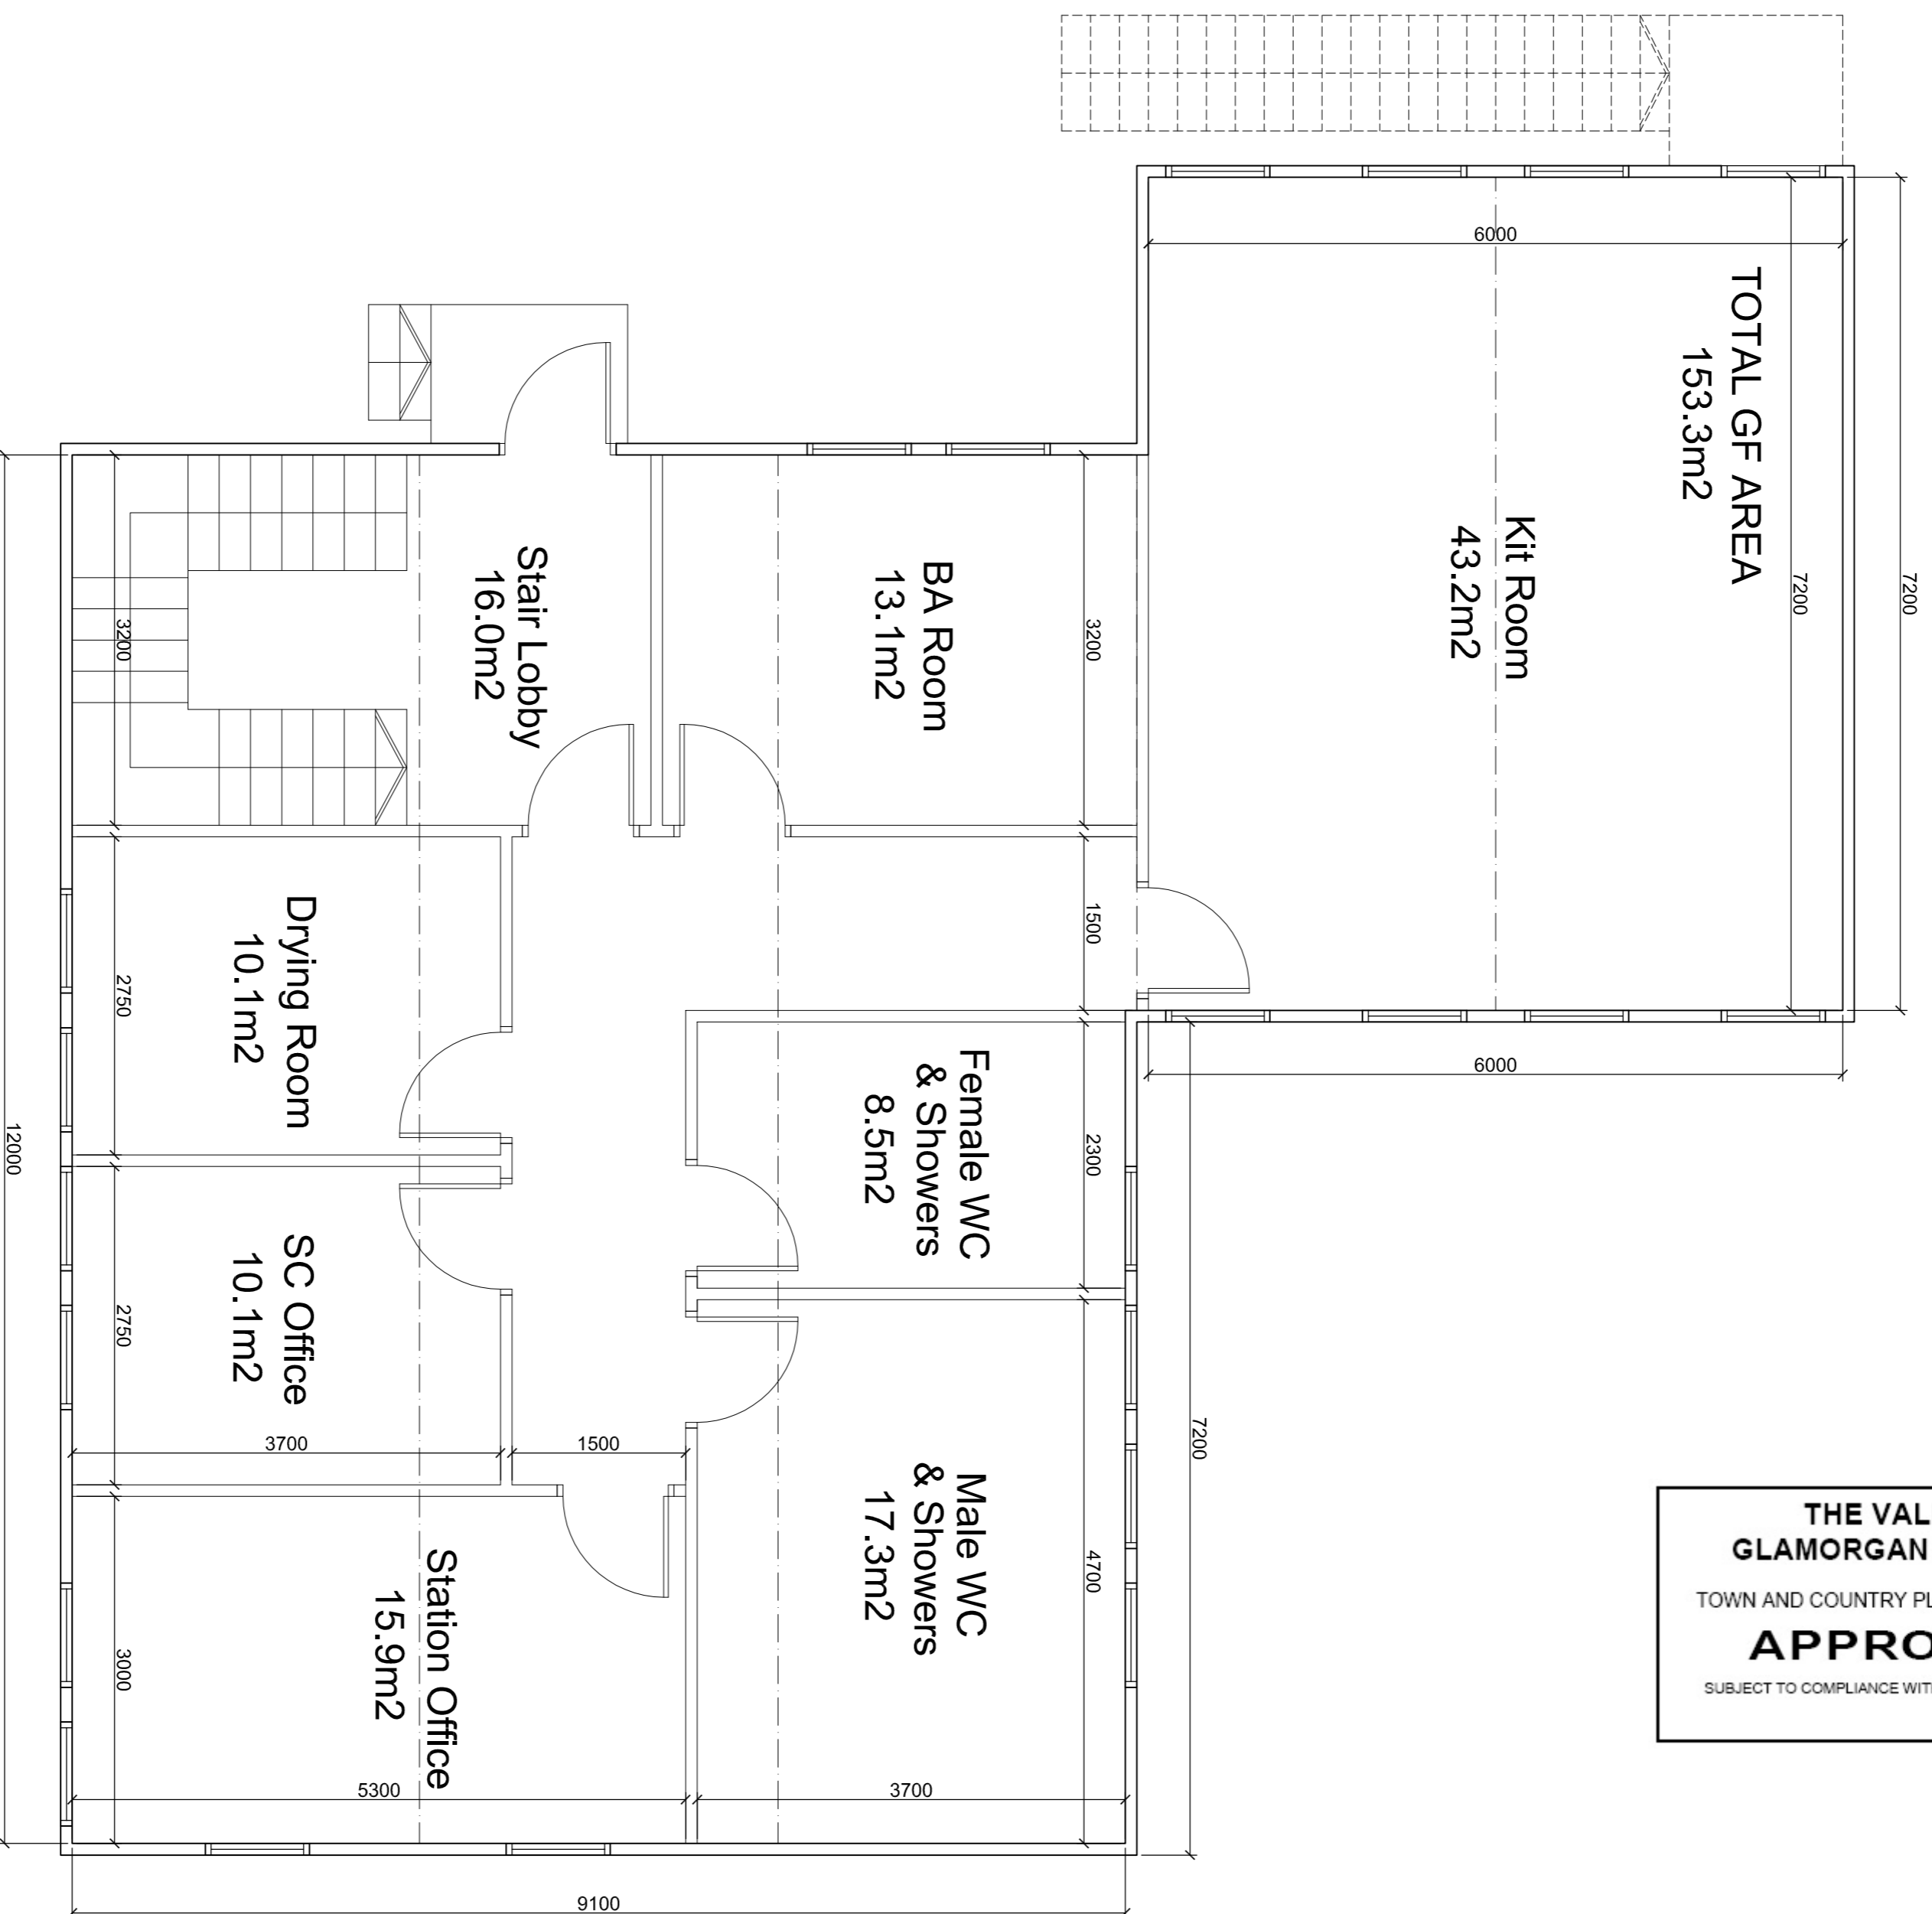 TOTAL GF AREA
153.3m2
7200
7200
6000
Kit Room
43.2m2
6000
BA Room
13.1m2
3200
1500
Female WC
& Showers
8.5m2
2300
Male WC
& Showers
17.3m2
4700
7200
3700
Stair Lobby
16.0m2
3200
Drying Room
10.1m2
2750
SC Office
10.1m2
2750
3700
1500
Station Office
15.9m2
3000
5300
12000
9100
THE VAL
GLAMORGAN
TOWN AND COUNTRY PL
APPRO
SUBJECT TO COMPLIANCE WIT